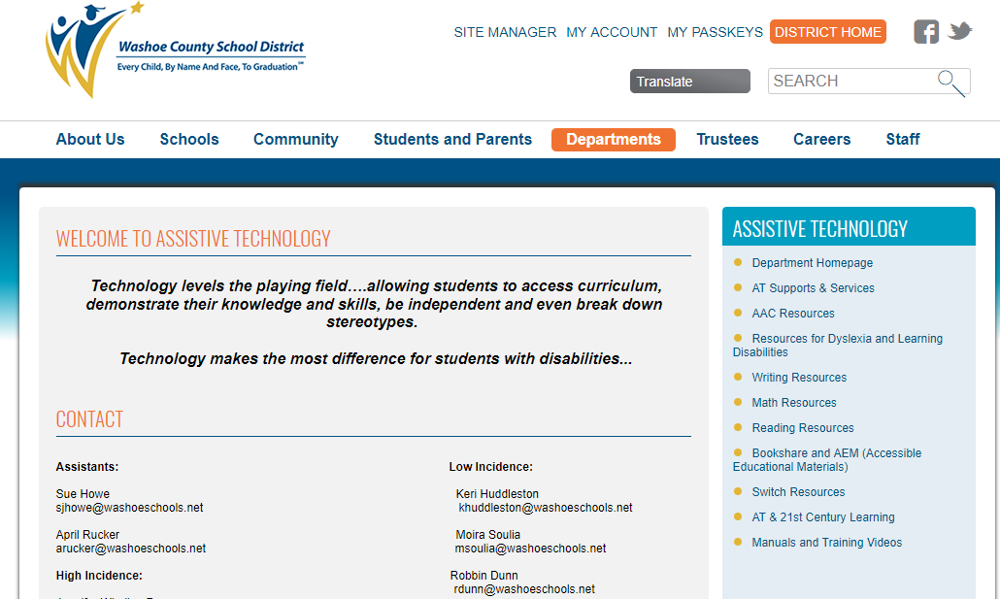 Washoe County School District
Every Child, By Name And Face, To Graduation™
SITE MANAGER MY ACCOUNT MY PASSKEYS DISTRICT HOME
Translate
SEARCH
About Us Schools Community Students and Parents Departments Trustees Careers Staff
WELCOME TO ASSISTIVE TECHNOLOGY
Technology levels the playing field….allowing students to access curriculum,
demonstrate their knowledge and skills, be independent and even break down
stereotypes.
Technology makes the most difference for students with disabilities...
CONTACT
Assistants:
Sue Howe
sjhowe@washoeschools.net
April Rucker
arucker@washoeschools.net
High Incidence:
Low Incidence:
Keri Huddleston
khuddleston@washoeschools.net
Moira Soulia
msoulia@washoeschools.net
Robbin Dunn
rdunn@washoeschools.net
ASSISTIVE TECHNOLOGY
Department Homepage
AT Supports & Services
AAC Resources
Resources for Dyslexia and Learning
Disabilities
Writing Resources
Math Resources
Reading Resources
Bookshare and AEM (Accessible
Educational Materials)
Switch Resources
AT & 21st Century Learning
Manuals and Training Videos